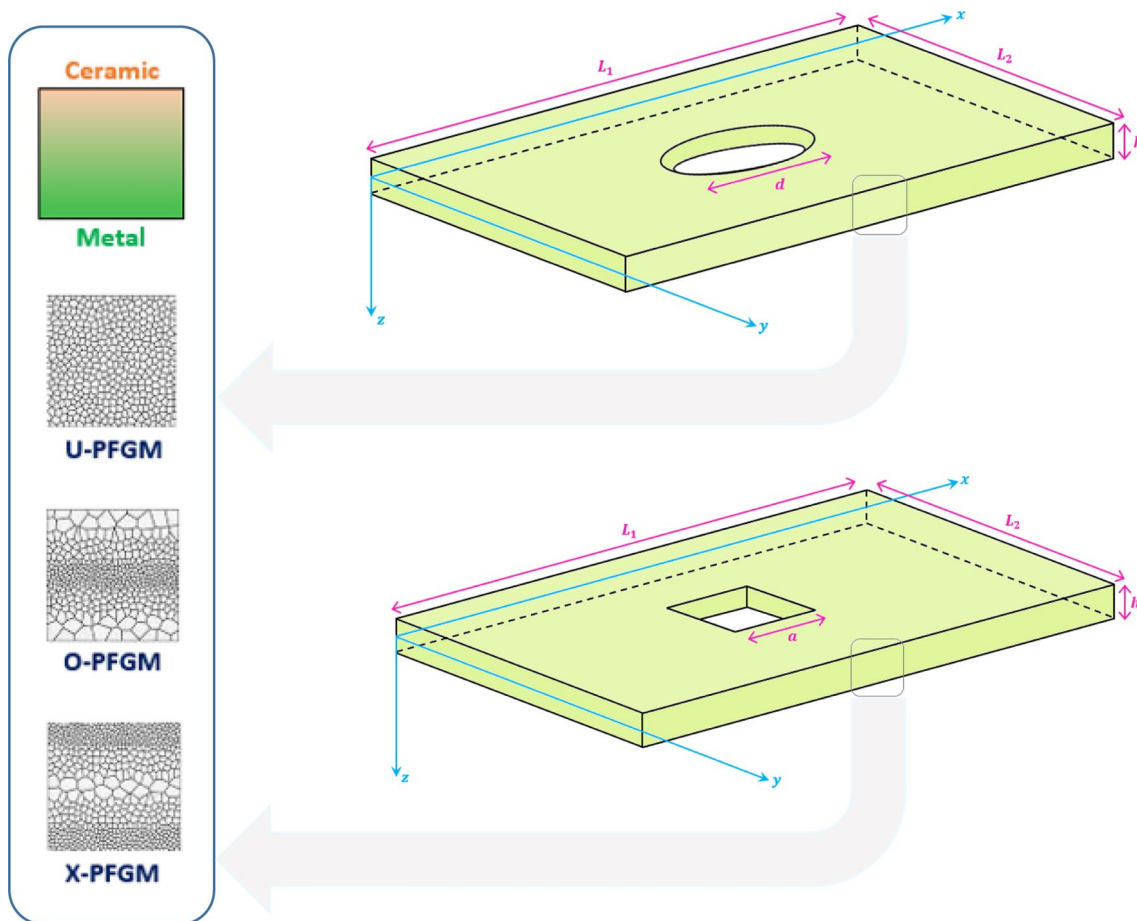 Ceramic
Metal
U-PFGM
O-PFGM
X-PFGM
x
L₁
L₂
h
d
z
y
x
L₁
L₂
h
a
z
y